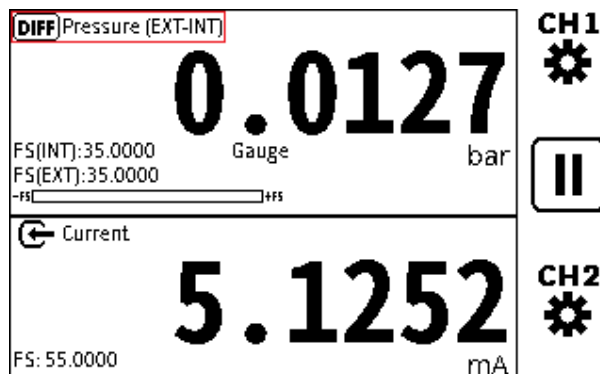 DIFF Pressure (EXT-INT)
CH1
0.0127
FS(INT):35.0000 Gauge bar
FS(EXT):35.0000
-FS +FS
Current
CH2
5.1252
FS: 55.0000 mA